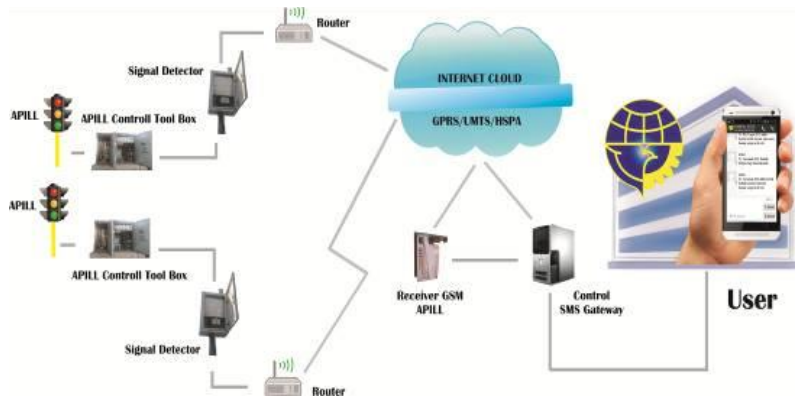 Router
Signal Detector
INTERNET CLOUD
APILL
APILL Controll Tool Box
GPRS/UMTS/HSPA
APILL
APILL Controll Tool Box
Receiver GSM
APILL
Control
SMS Gateway
User
Signal Detector
Router